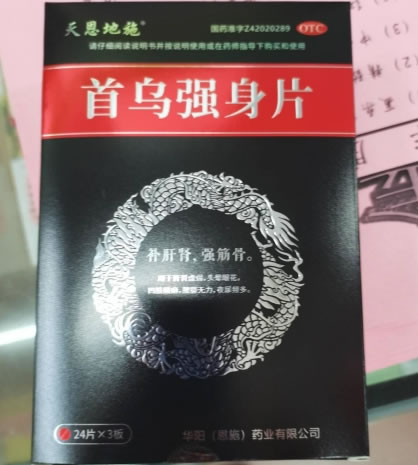 天恩地施
国药准字Z42020289 OTC
请仔细阅读说明书并按说明使用或在药师指导下购买和使用
首乌强身片
补肝肾，强筋骨。
用于肾肾虚弱，头晕眼花，
四肢酸麻，腰膝无力，夜尿频多。
24片×3板
华阳（恩施）药业有限公司